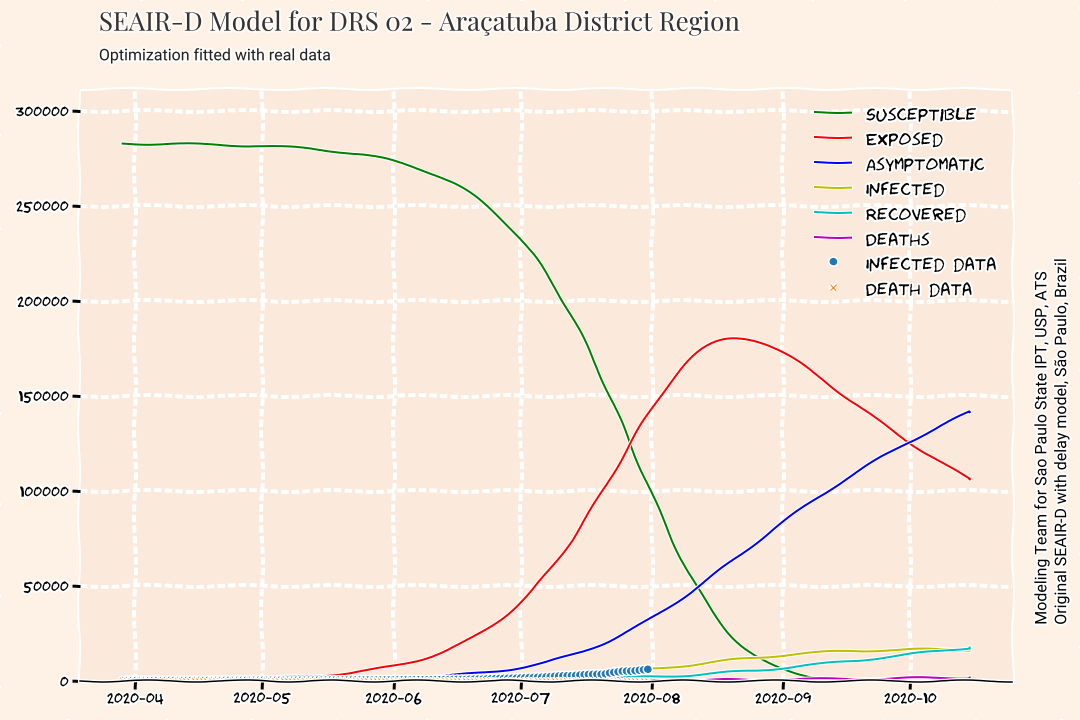 SEAIR-D Model for DRS 02 - Araçatuba District Region
Optimization fitted with real data
300000
250000
200000
150000
100000
50000
0
2020-04
2020-05
2020-06
2020-07
2020-08
2020-09
2020-10
SUSCEPTIBLE
EXPOSED
ASYMPTOMATIC
INFECTED
RECOVERED
DEATHS
INFECTED DATA
DEATH DATA
Modeling Team for Sao Paulo State IPT, USP, ATS
Original SEAIR-D with delay model, São Paulo, Brazil